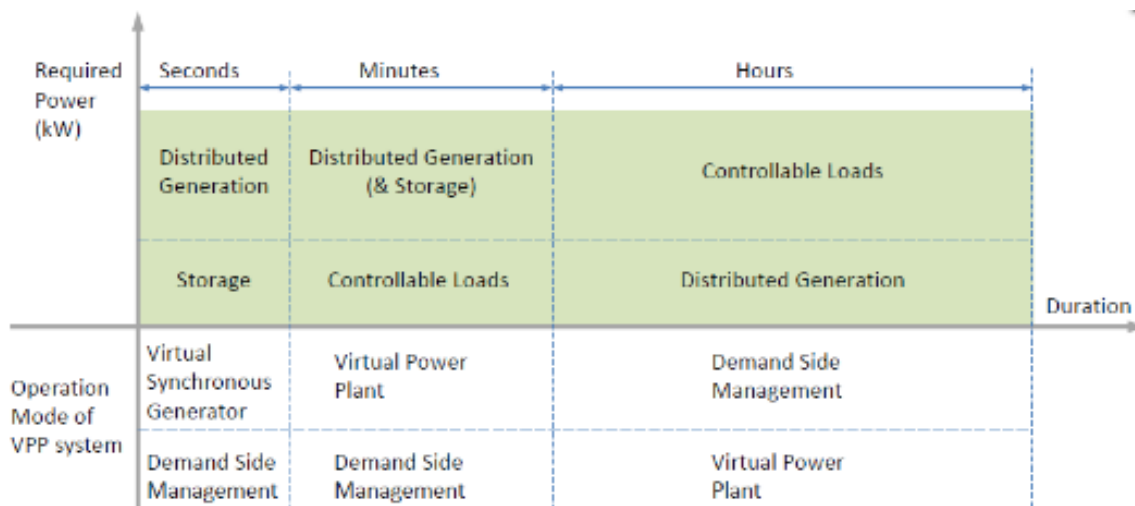 Required
Power
(kW)
Seconds
Minutes
Hours
Distributed
Generation
Distributed Generation
(& Storage)
Controllable Loads
Storage
Controllable Loads
Distributed Generation
Duration
Operation
Mode of
VPP system
Virtual
Synchronous
Generator
Virtual Power
Plant
Demand Side
Management
Demand Side
Management
Demand Side
Management
Virtual Power
Plant